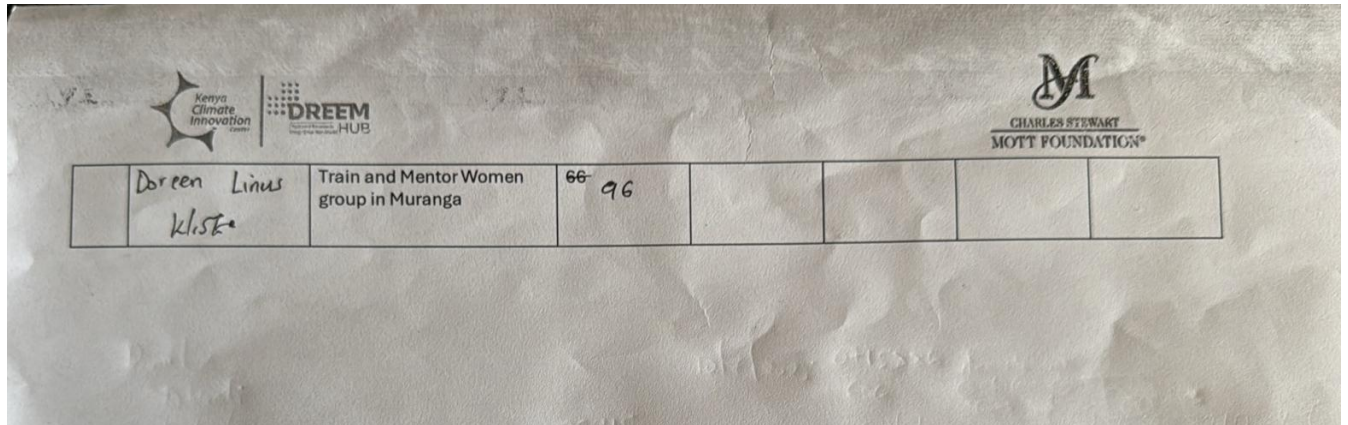 Kenya
Climate
Innovation
Center
DREEM
HUB
M
CHARLES STEWART
MOTT FOUNDATION®
Doreen Linus
Train and Mentor Women
group in Muranga
66 96